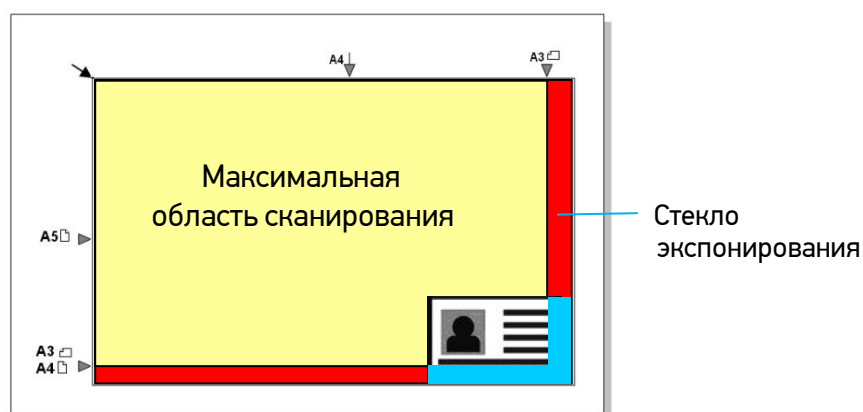 A4
A3
Максимальная
область сканирования
A5
Стекло
экспонирования
A3
A4